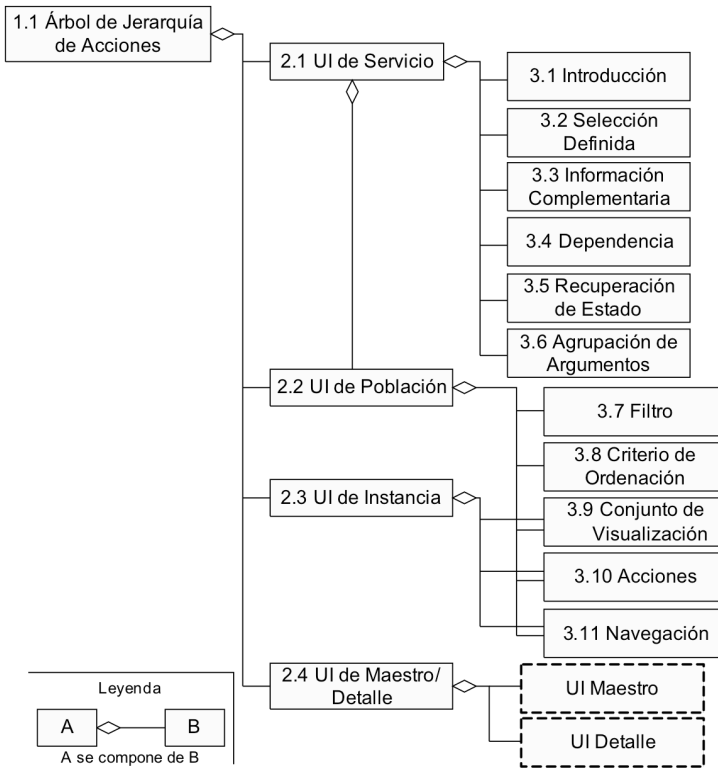 1.1 Árbol de Jerarquía
de Acciones
2.1 UI de Servicio
3.1 Introducción
3.2 Selección
Definida
3.3 Información
Complementaria
3.4 Dependencia
3.5 Recuperación
de Estado
3.6 Agrupación de
Argumentos
2.2 UI de Población
3.7 Filtro
3.8 Criterio de
Ordenación
2.3 UI de Instancia
3.9 Conjunto de
Visualización
3.10 Acciones
3.11 Navegación
2.4 UI de Maestro/
Detalle
UI Maestro
UI Detalle
Leyenda
A
B
A se compone de B